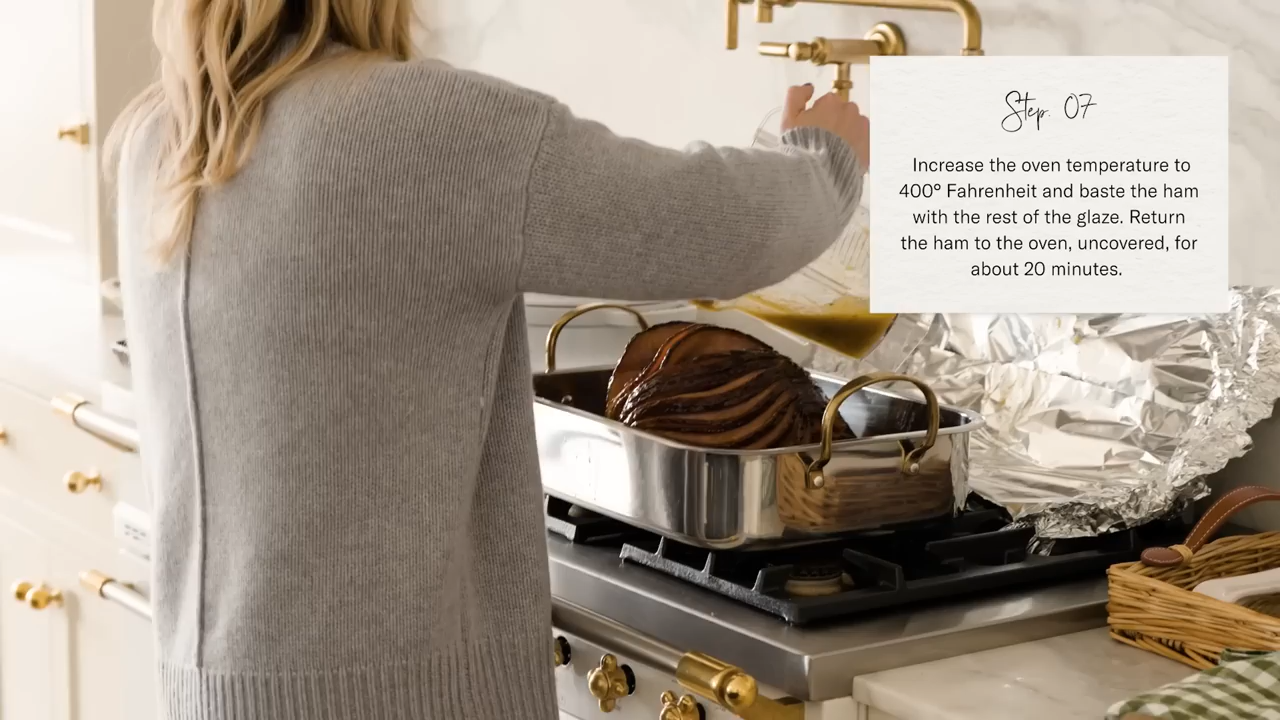 Step. 07
Increase the oven temperature to
400° Fahrenheit and baste the ham
with the rest of the glaze. Return
the ham to the oven, uncovered, for
about 20 minutes.